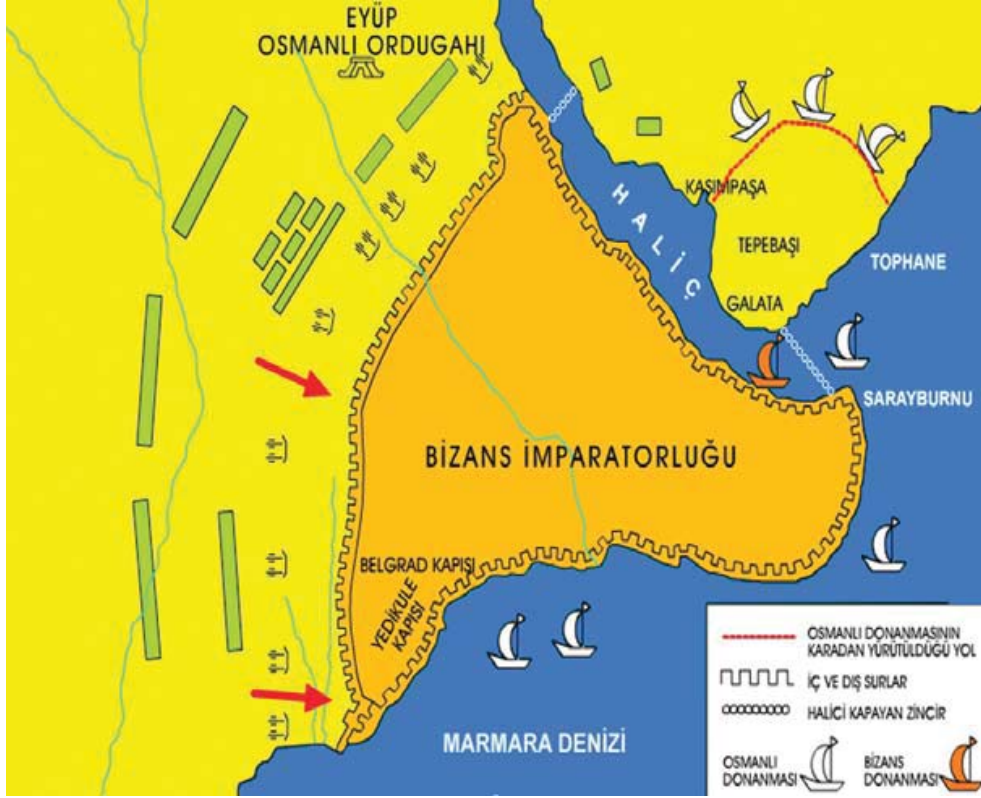 EYÜP
OSMANLI ORDUGAHI
KASIMPAŞA
HALİÇ
TEPEBAŞI
TOPHANE
GALATA
SARAYBURNU
BİZANS İMPARATORLUĞU
BELGRAD KAPISI
YEDİKULE
KAPISI
MARMARA DENİZİ
OSMANLI DONANMASININ
KARADAN YÜRÜTÜLDÜĞÜ YOL
İÇ VE DIŞ SURLAR
HALİCİ KAPAYAN ZİNCİR
OSMANLI
DONANMASI
BİZANS
DONANMASI